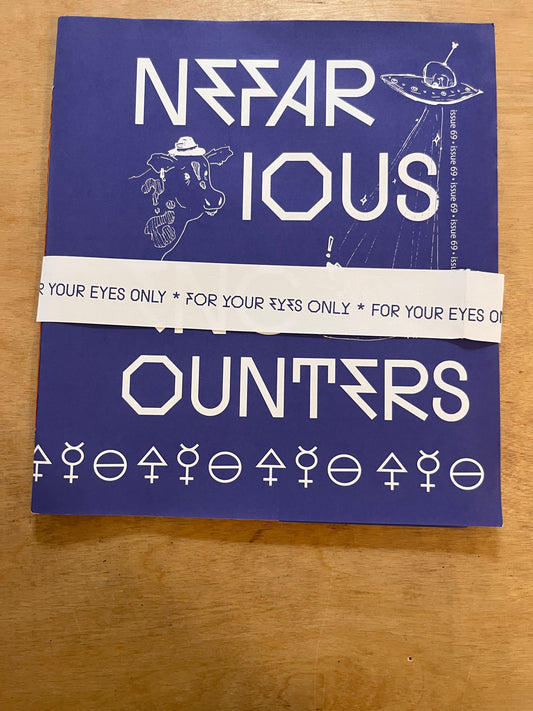 NEFAR
IOUS
issue 69 • issue 69 • issue 69 • issue 69 •
R YOUR EYES ONLY * FOR YOUR EYES ONLY * FOR YOUR EYES ON
OUNTERS